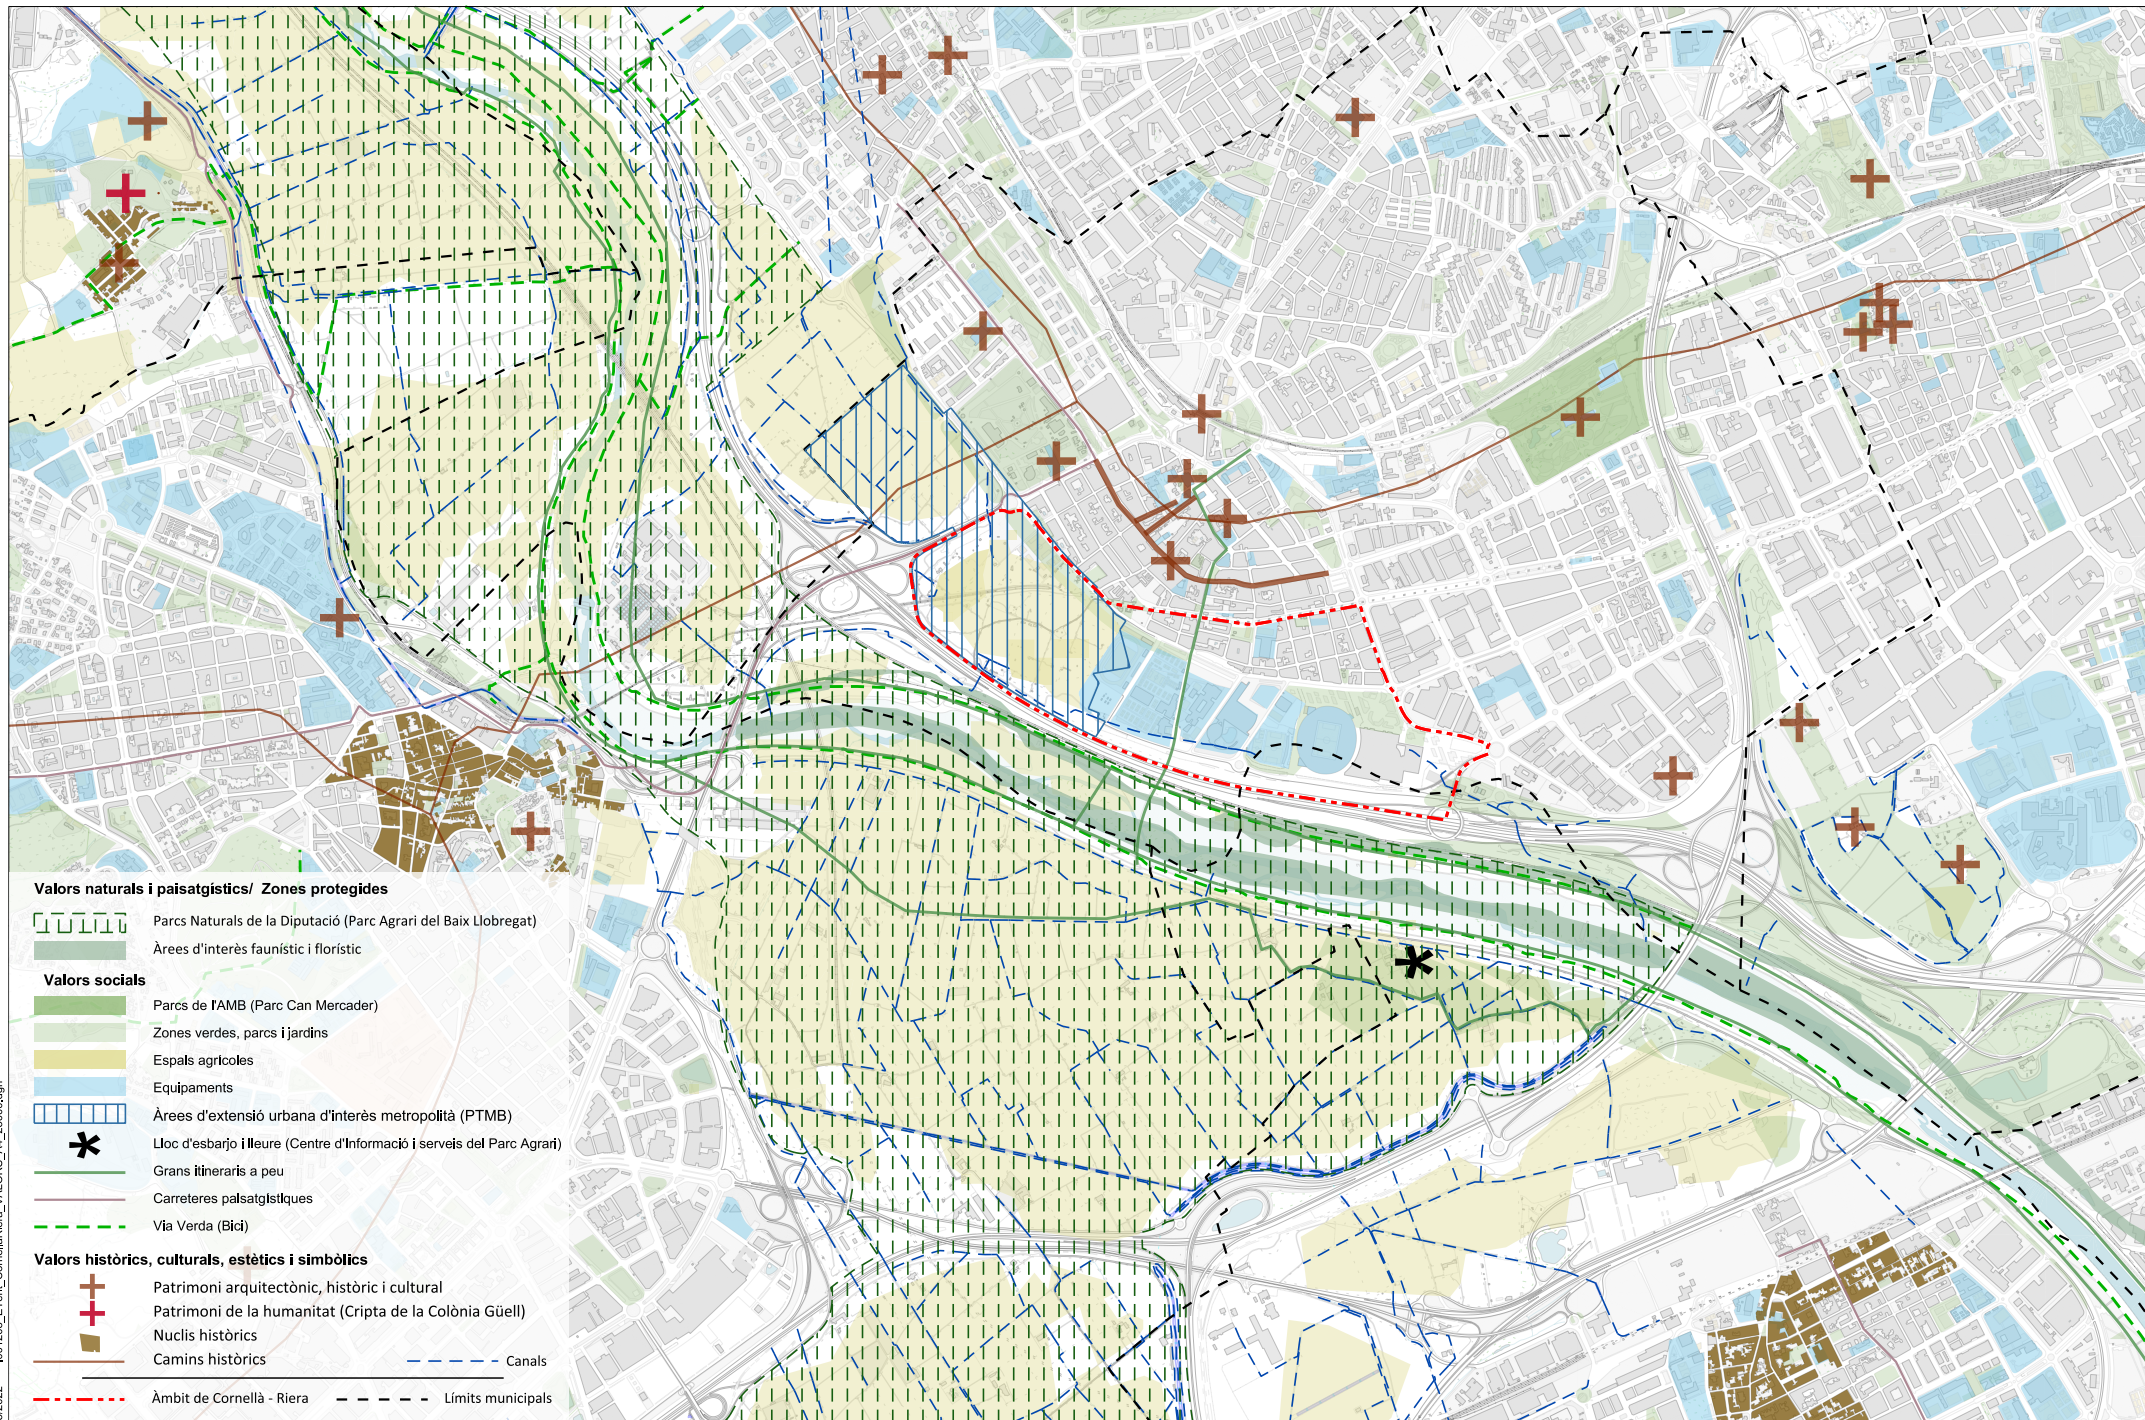 Valors naturals i paisatgístics/ Zones protegides
Parcs Naturals de la Diputació (Parc Agrari del Baix Llobregat)
Àrees d'interès faunístic i florístic
Valors socials
Parcs de l'AMB (Parc Can Mercader)
Zones verdes, parcs i jardins
Espais agrícoles
Equipaments
Àrees d'extensió urbana d'interès metropolità (PTMB)
Lloc d'esbarjo i lleure (Centre d'Informació i serveis del Parc Agrari)
Grans itineraris a peu
Carreteres paisatgístiques
Via Verda (Bici)
Valors històrics, culturals, estètics i simbòlics
Patrimoni arquitectònic, històric i cultural
Patrimoni de la humanitat (Cripta de la Colònia Güell)
Nuclis històrics
Camins històrics
Canals
Àmbit de Cornellà - Riera
Límits municipals